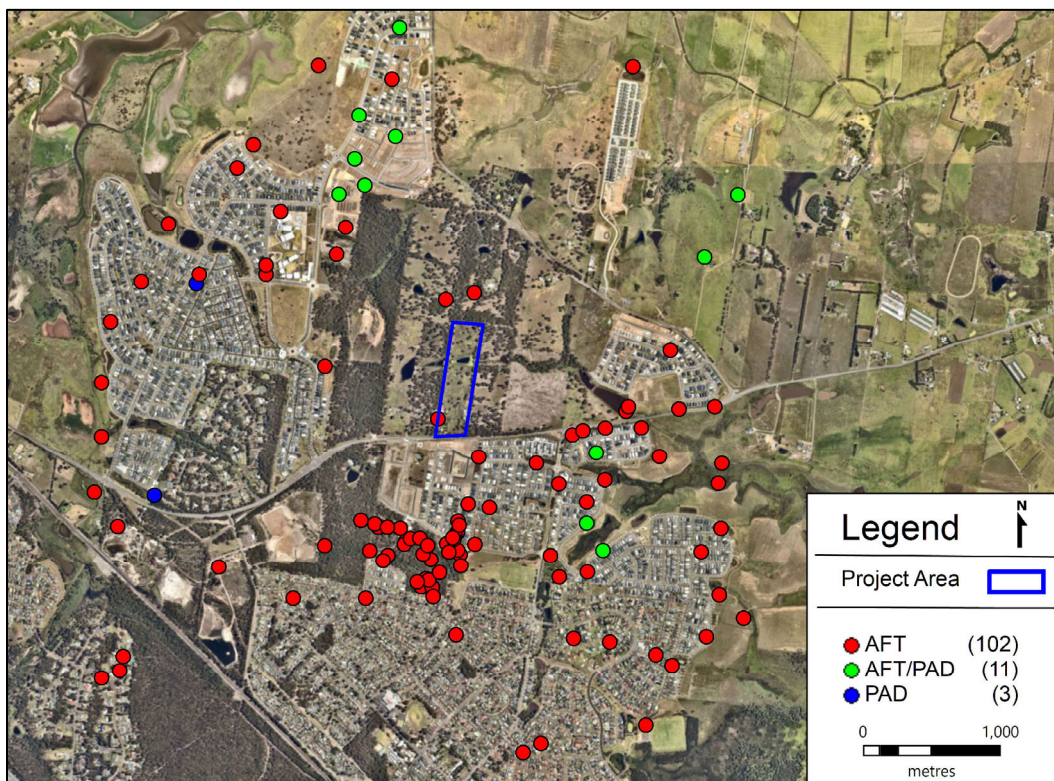 Legend
N
Project Area
AFT (102)
AFT/PAD (11)
PAD (3)
0 1,000
metres